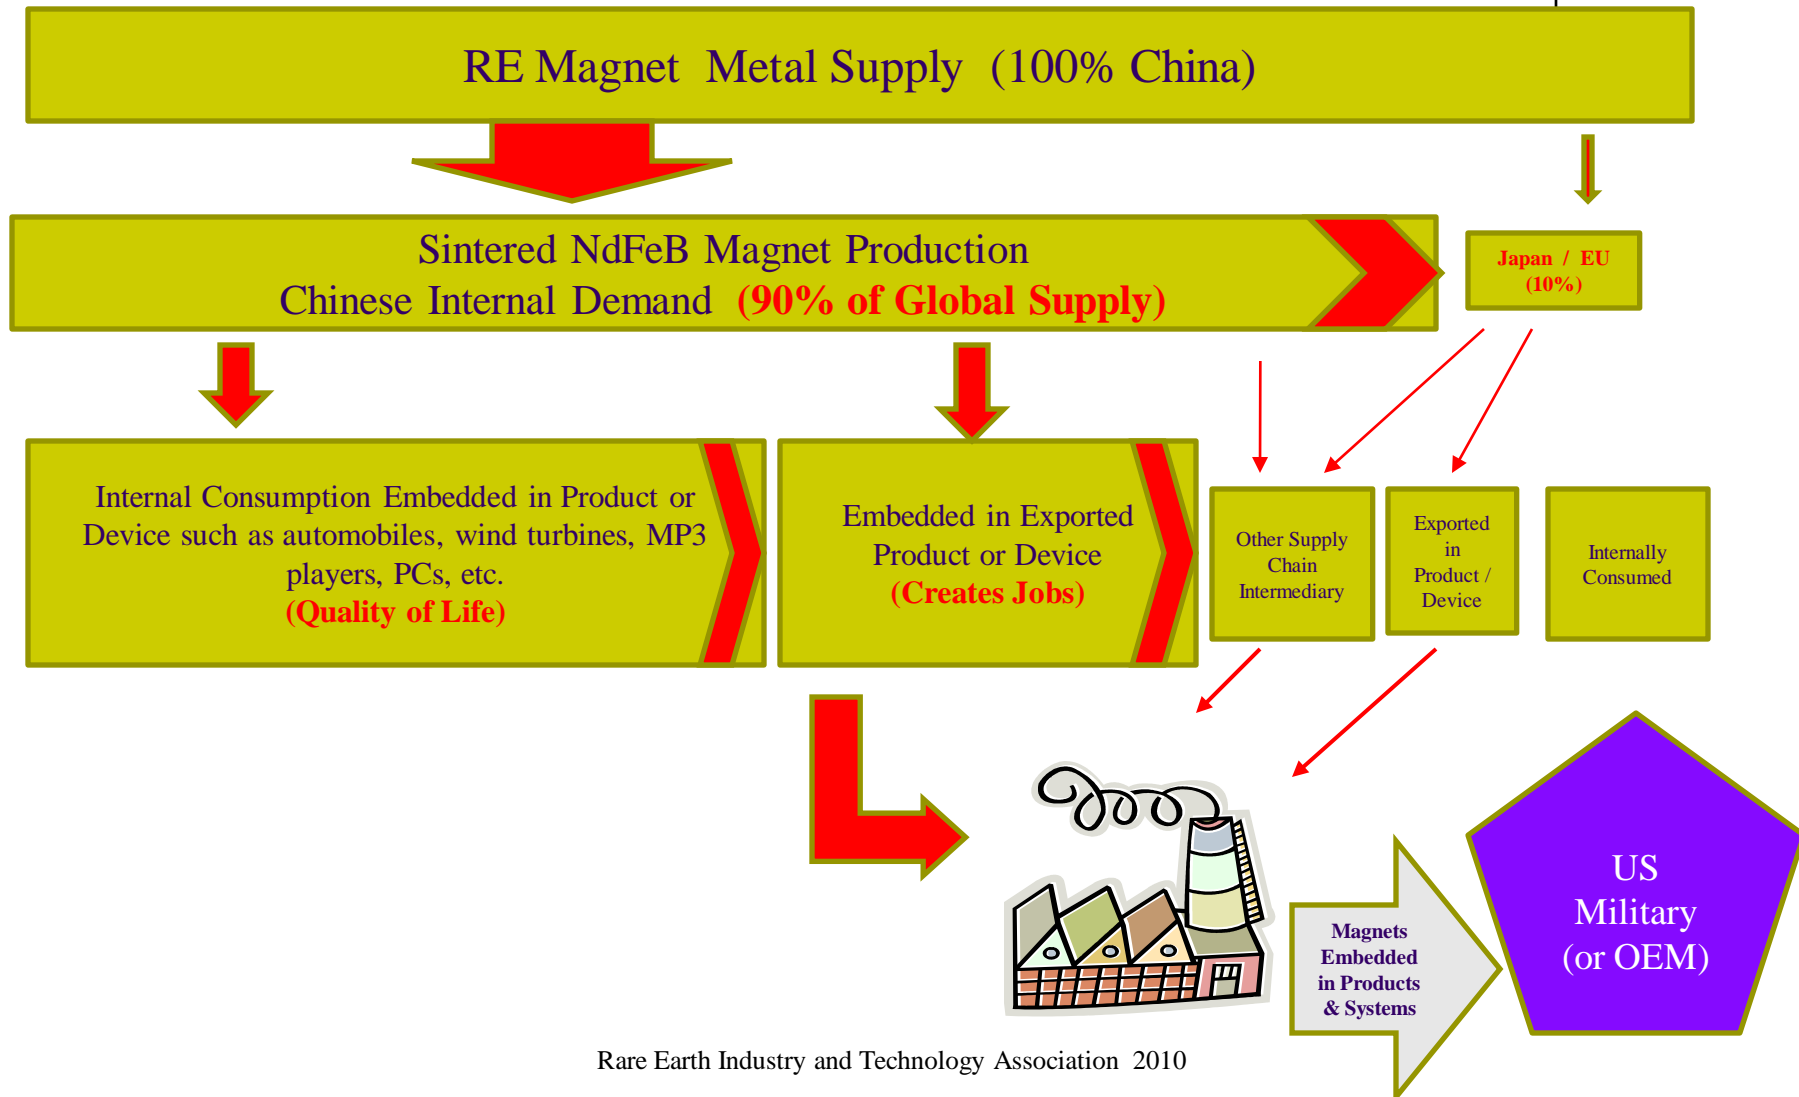 RE Magnet Metal Supply (100% China)
Sintered NdFeB Magnet Production
Chinese Internal Demand (90% of Global Supply)
Japan / EU
(10%)
Internal Consumption Embedded in Product or
Device such as automobiles, wind turbines, MP3
players, PCs, etc.
(Quality of Life)
Embedded in Exported
Product or Device
(Creates Jobs)
Other Supply
Chain
Intermediary
Exported
in
Product /
Device
Internally
Consumed
Magnets
Embedded
in Products
& Systems
US
Military
(or OEM)
Rare Earth Industry and Technology Association 2010